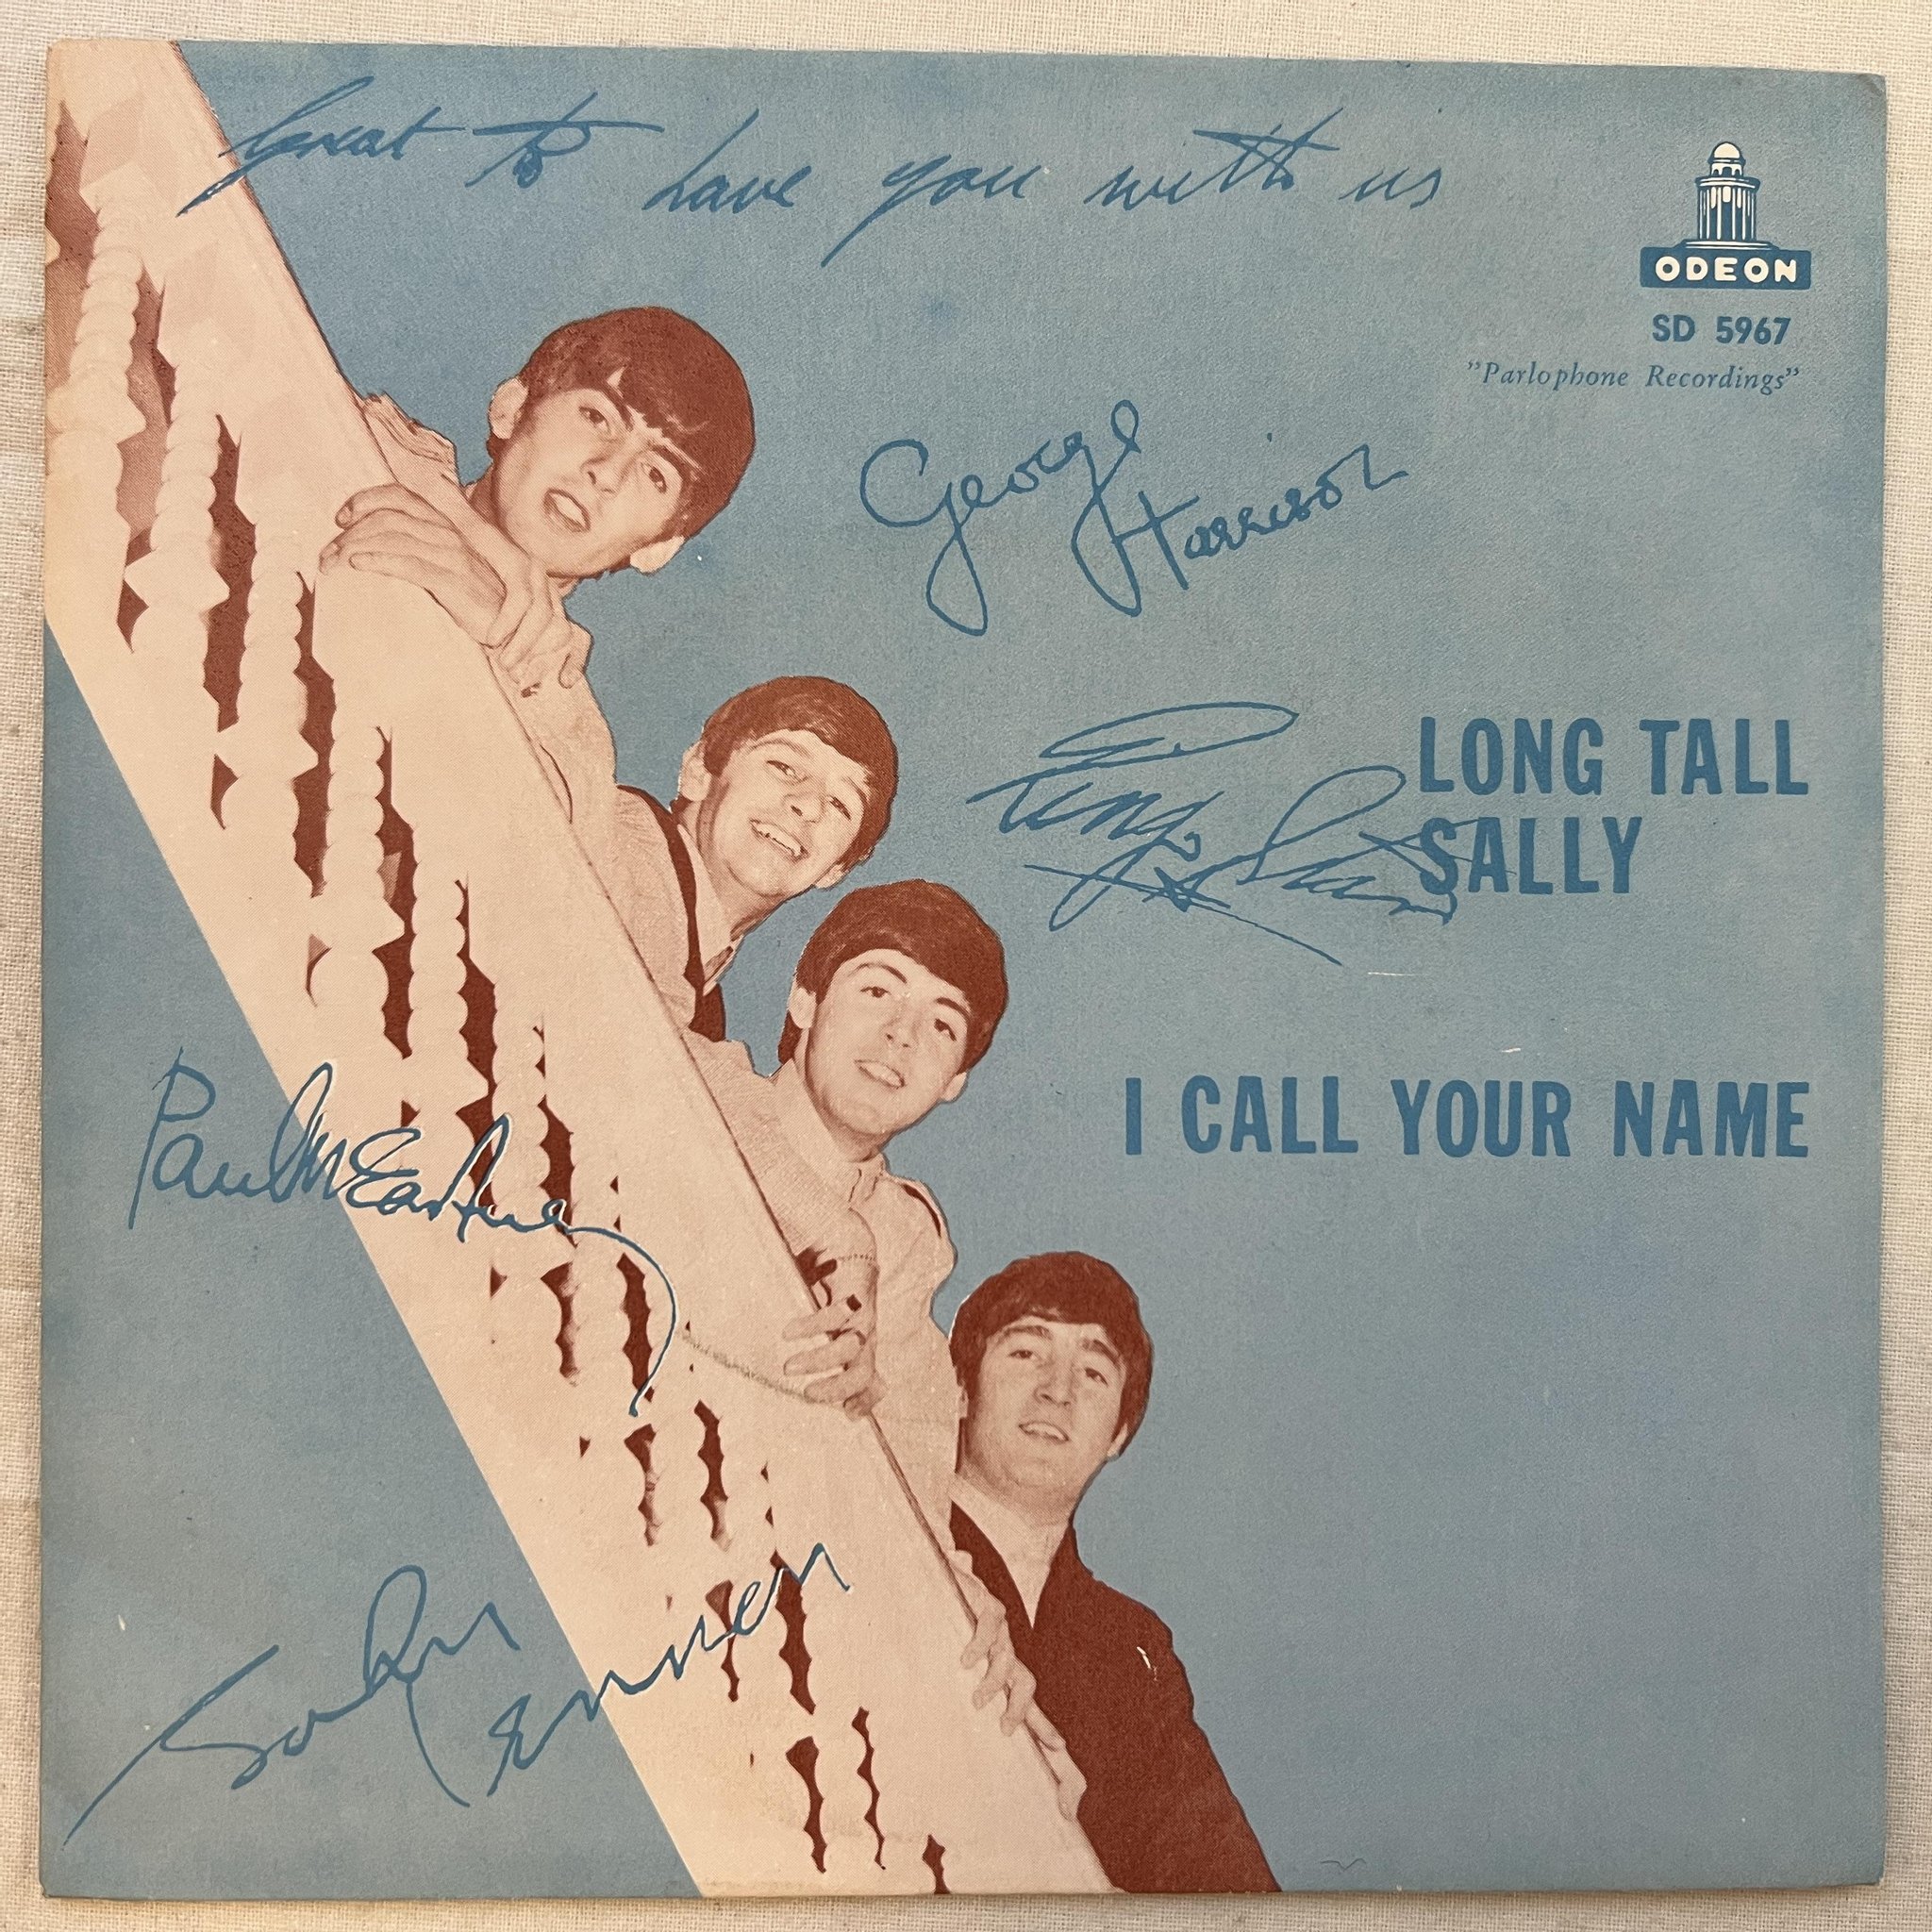 Great to have you with us
ODEON
SD 5967
"Parlophone Recordings"
George
Harrison
Ringo Starr
LONG TALL
SALLY
I CALL YOUR NAME
Paul McCartney
John
Lennon